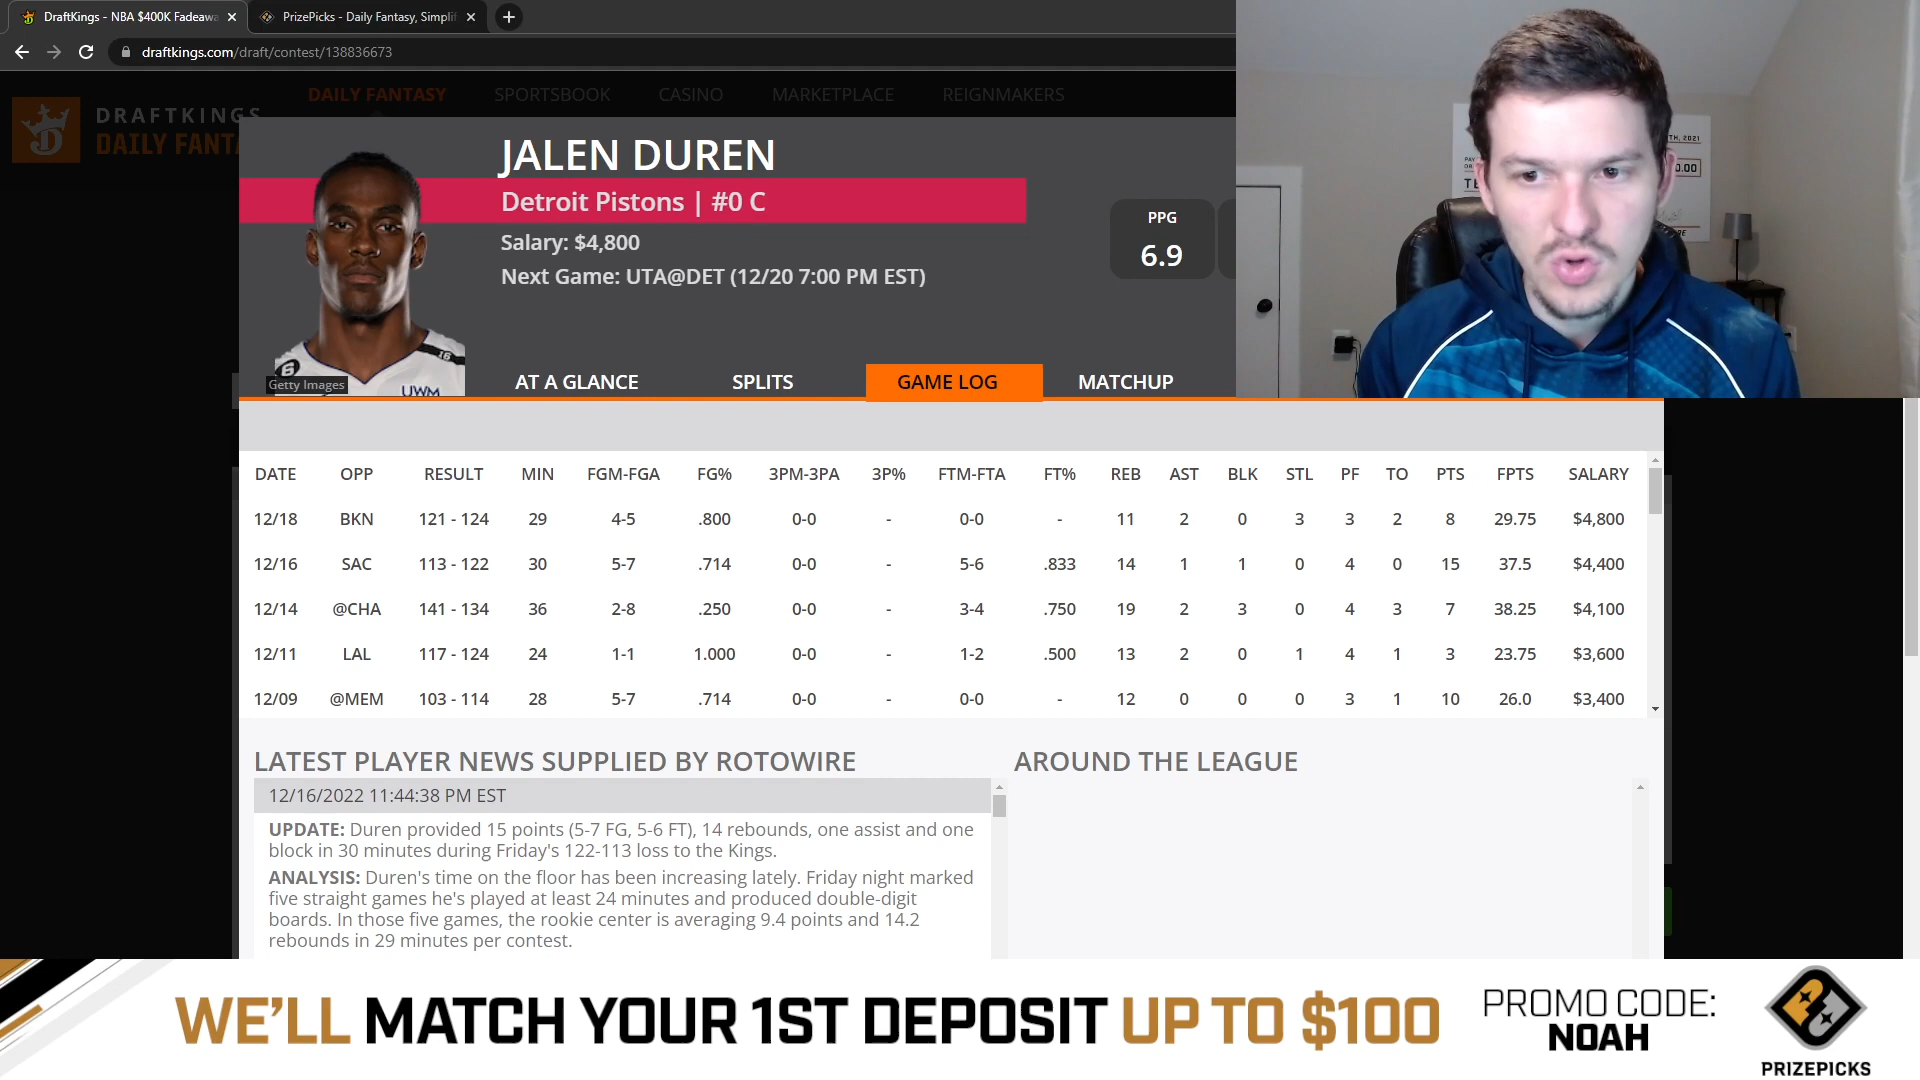 DraftKings - NBA $400K Fadeawa
PrizePicks - Daily Fantasy, Simplif
draftkings.com/draft/contest/138836673
DRAFTKINGS
DAILY FANTA
DAILY FANTASY SPORTSBOOK CASINO MARKETPLACE REIGNMAKERS
JALEN DUREN
Detroit Pistons | #0 C
Salary: $4,800
Next Game: UTA@DET (12/20 7:00 PM EST)
PPG
6.9
Getty Images
6
16
UWM
TH, 2021
0.00
AT A GLANCE SPLITS GAME LOG MATCHUP
DATE OPP RESULT MIN FGM-FGA FG% 3PM-3PA 3P% FTM-FTA FT% REB AST BLK STL PF TO PTS FPTS SALARY
12/18 BKN 121 - 124 29 4-5 .800 0-0 - 0-0 - 11 2 0 3 3 2 8 29.75 $4,800
12/16 SAC 113 - 122 30 5-7 .714 0-0 - 5-6 .833 14 1 1 0 4 0 15 37.5 $4,400
12/14 @CHA 141 - 134 36 2-8 .250 0-0 - 3-4 .750 19 2 3 0 4 3 7 38.25 $4,100
12/11 LAL 117 - 124 24 1-1 1.000 0-0 - 1-2 .500 13 2 0 1 4 1 3 23.75 $3,600
12/09 @MEM 103 - 114 28 5-7 .714 0-0 - 0-0 - 12 0 0 0 3 1 10 26.0 $3,400
LATEST PLAYER NEWS SUPPLIED BY ROTOWIRE
12/16/2022 11:44:38 PM EST
UPDATE: Duren provided 15 points (5-7 FG, 5-6 FT), 14 rebounds, one assist and one
block in 30 minutes during Friday's 122-113 loss to the Kings.
ANALYSIS: Duren's time on the floor has been increasing lately. Friday night marked
five straight games he's played at least 24 minutes and produced double-digit
boards. In those five games, the rookie center is averaging 9.4 points and 14.2
rebounds in 29 minutes per contest.
AROUND THE LEAGUE
WE'LL MATCH YOUR 1ST DEPOSIT UP TO $100
PROMO CODE:
NOAH
PRIZEPICKS